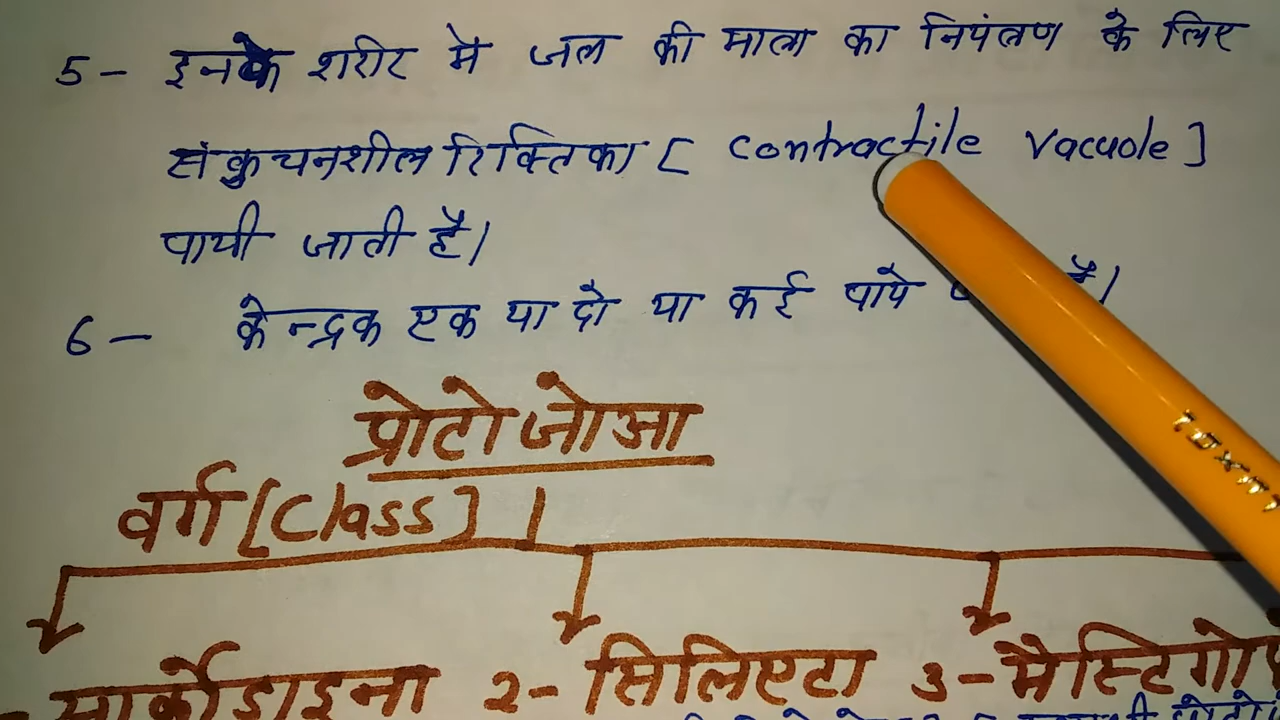 5- इनके शरीर मे जल की मात्रा का नियंत्रण के लिए
संकुचनशील रिक्तिका [ Contractile Vacuole ]
पायी जाती है।
6- केन्द्रक एक या दो या कई पाये है।
प्रोटोजोआ
वर्ग [Class]
सार्कोडाइना 2- सिलिएटा 3- मैस्टिगो